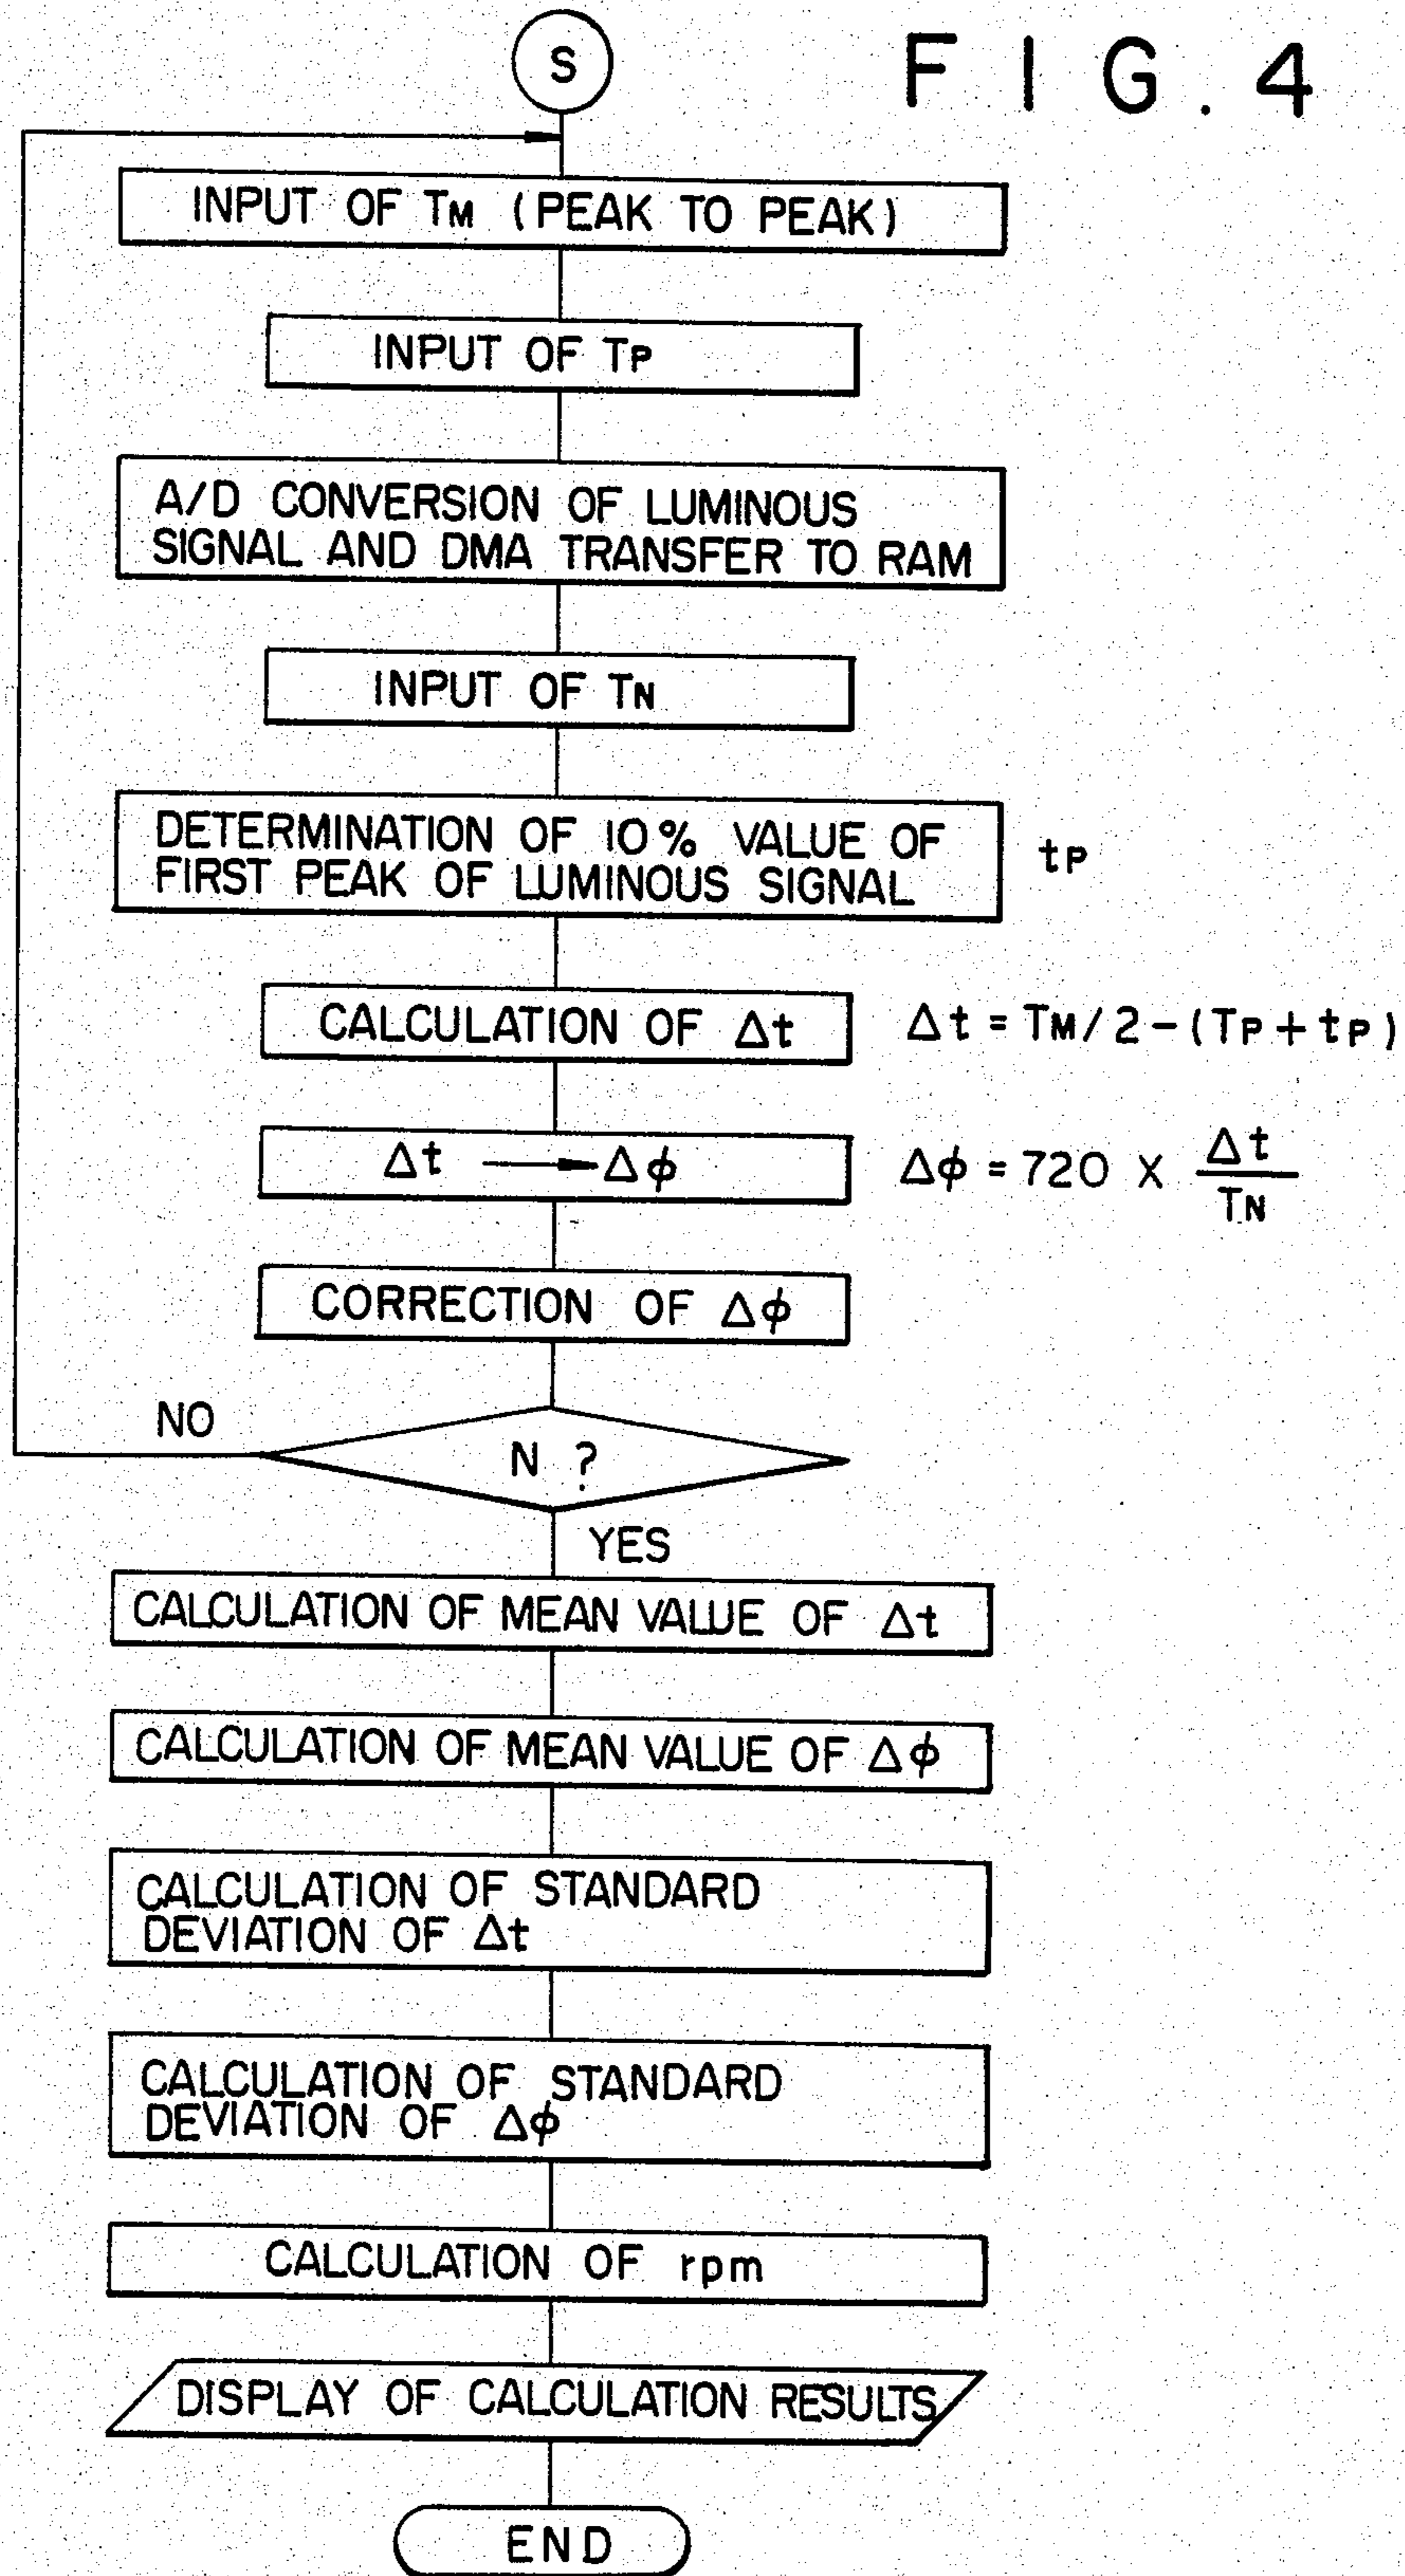 S
F I G . 4
INPUT OF TM (PEAK TO PEAK)
INPUT OF TP
A/D CONVERSION OF LUMINOUS
SIGNAL AND DMA TRANSFER TO RAM
INPUT OF TN
DETERMINATION OF 10% VALUE OF
FIRST PEAK OF LUMINOUS SIGNAL
tP
CALCULATION OF Δt
Δt = TM/2-(TP+tP)
Δt → Δϕ
Δϕ = 720 X Δt/TN
CORRECTION OF Δϕ
NO
N ?
YES
CALCULATION OF MEAN VALUE OF Δt
CALCULATION OF MEAN VALUE OF Δϕ
CALCULATION OF STANDARD
DEVIATION OF Δt
CALCULATION OF STANDARD
DEVIATION OF Δϕ
CALCULATION OF rpm
DISPLAY OF CALCULATION RESULTS
END